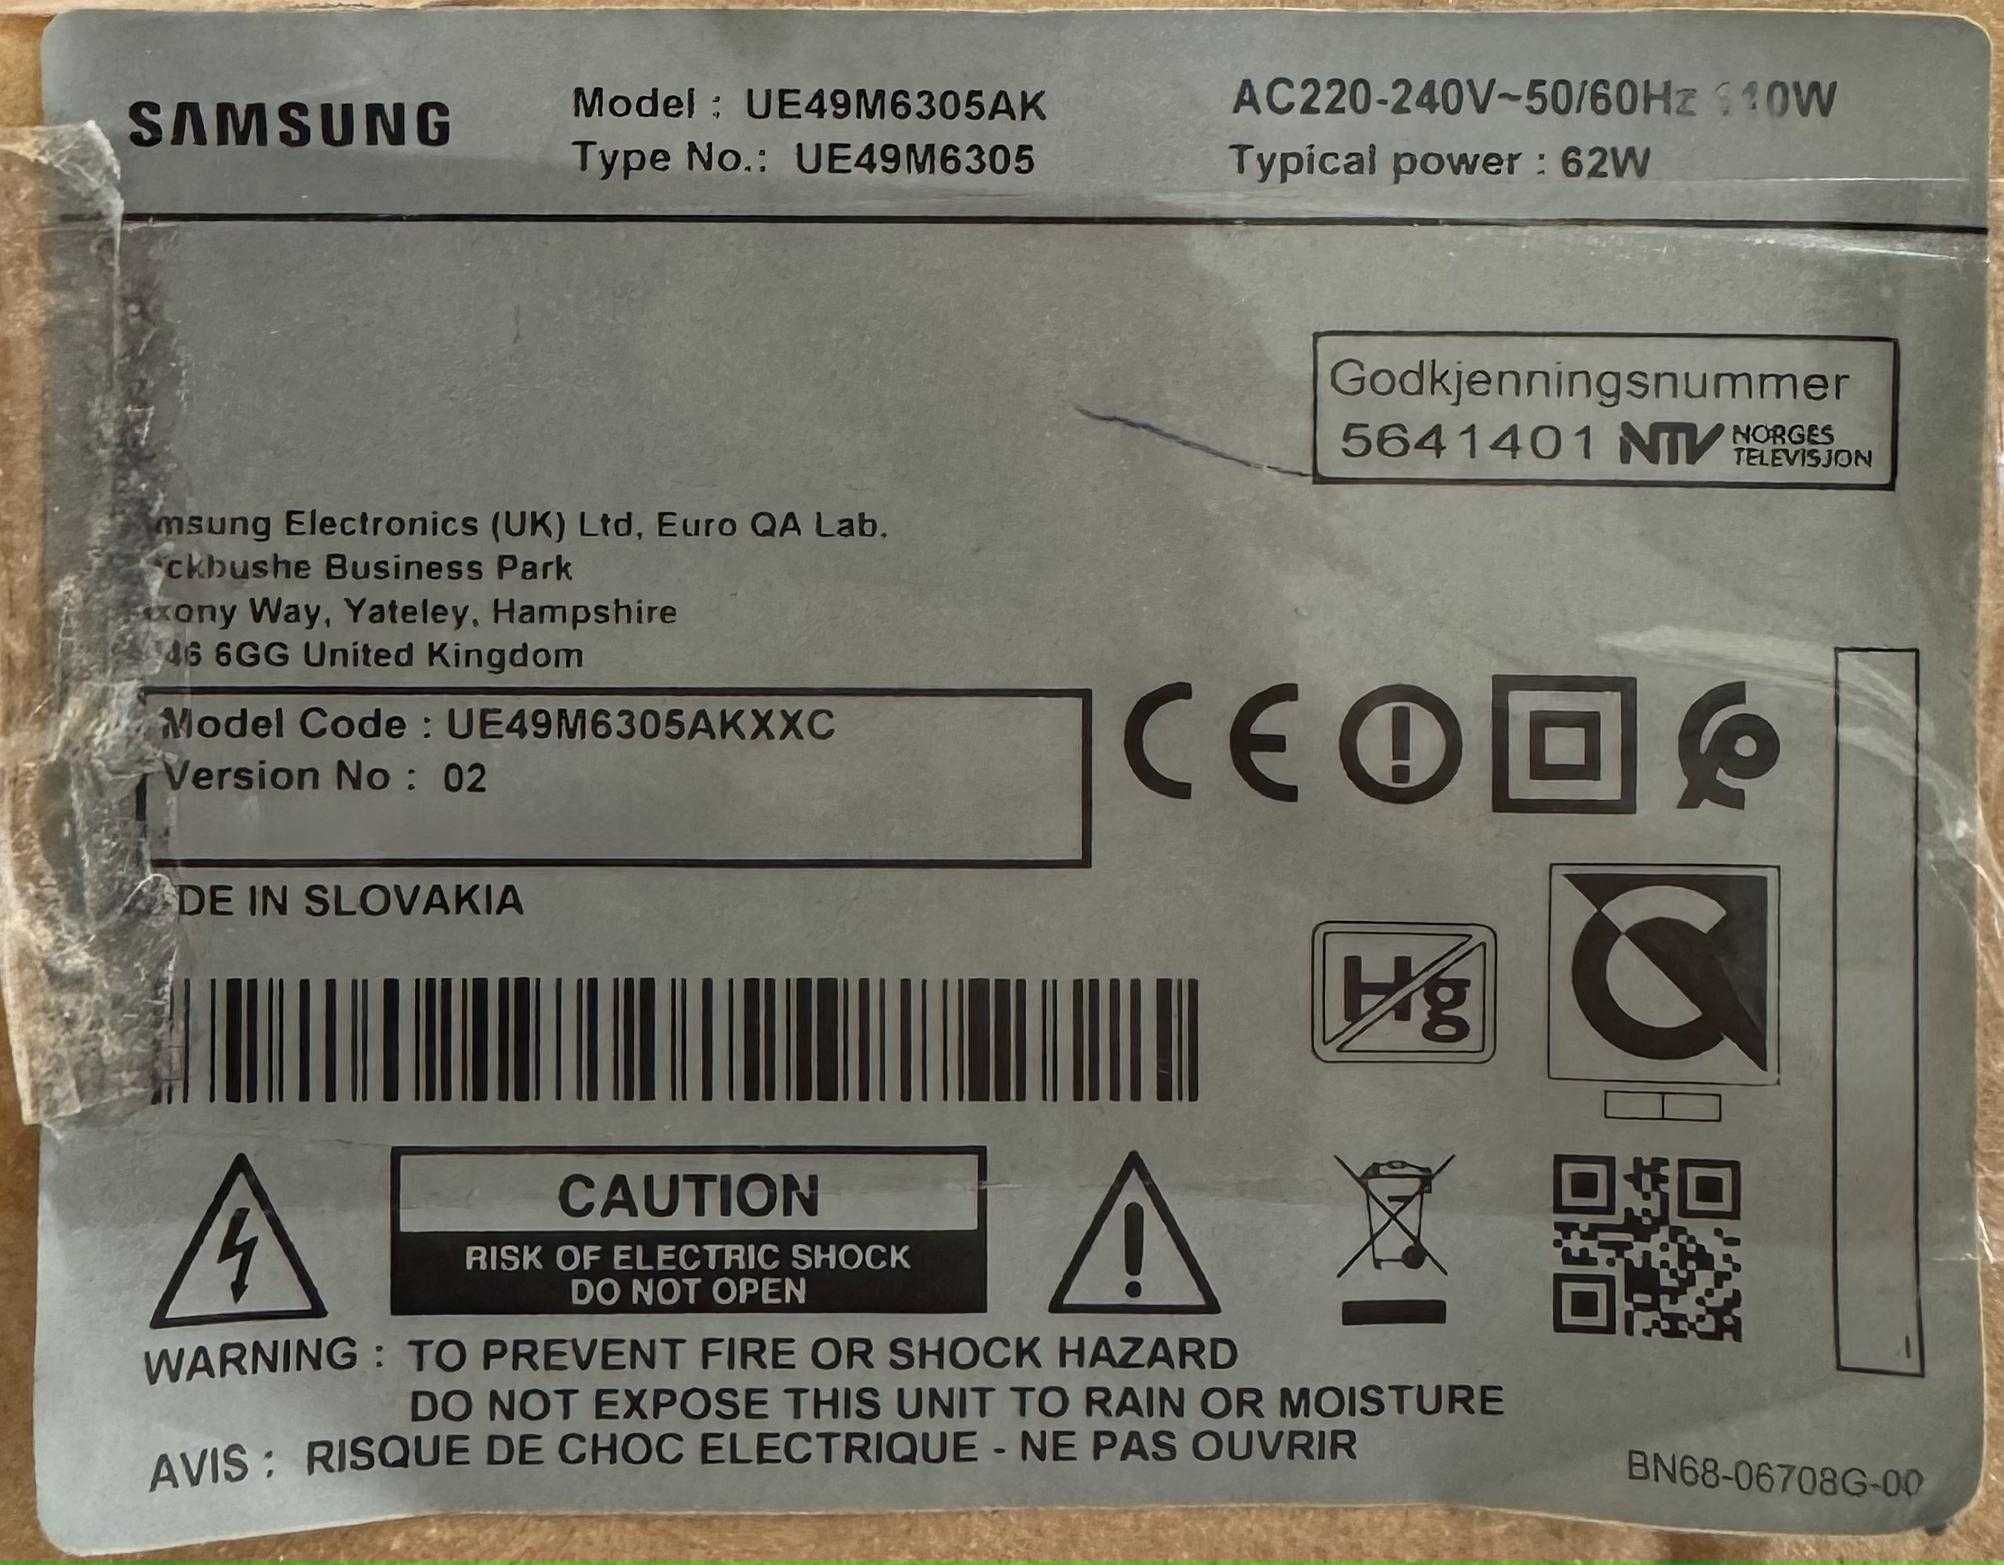 SAMSUNG
Model : UE49M6305AK
Type No.: UE49M6305
AC220-240V~50/60Hz
Typical power : 62W
Godkjenningsnummer
5641401 NTV NORGES
TELEVISJON
Electronics (UK) Ltd, Euro QA Lab.
Business Park
Way, Yateley, Hampshire
6GG United Kingdom
Model Code : UE49M6305AKXXC
Version No : 02
CE
DE IN SLOVAKIA
Hg
CAUTION
RISK OF ELECTRIC SHOCK
DO NOT OPEN
WARNING : TO PREVENT FIRE OR SHOCK HAZARD
DO NOT EXPOSE THIS UNIT TO RAIN OR MOISTURE
AVIS : RISQUE DE CHOC ELECTRIQUE - NE PAS OUVRIR
BN68-06708G-00